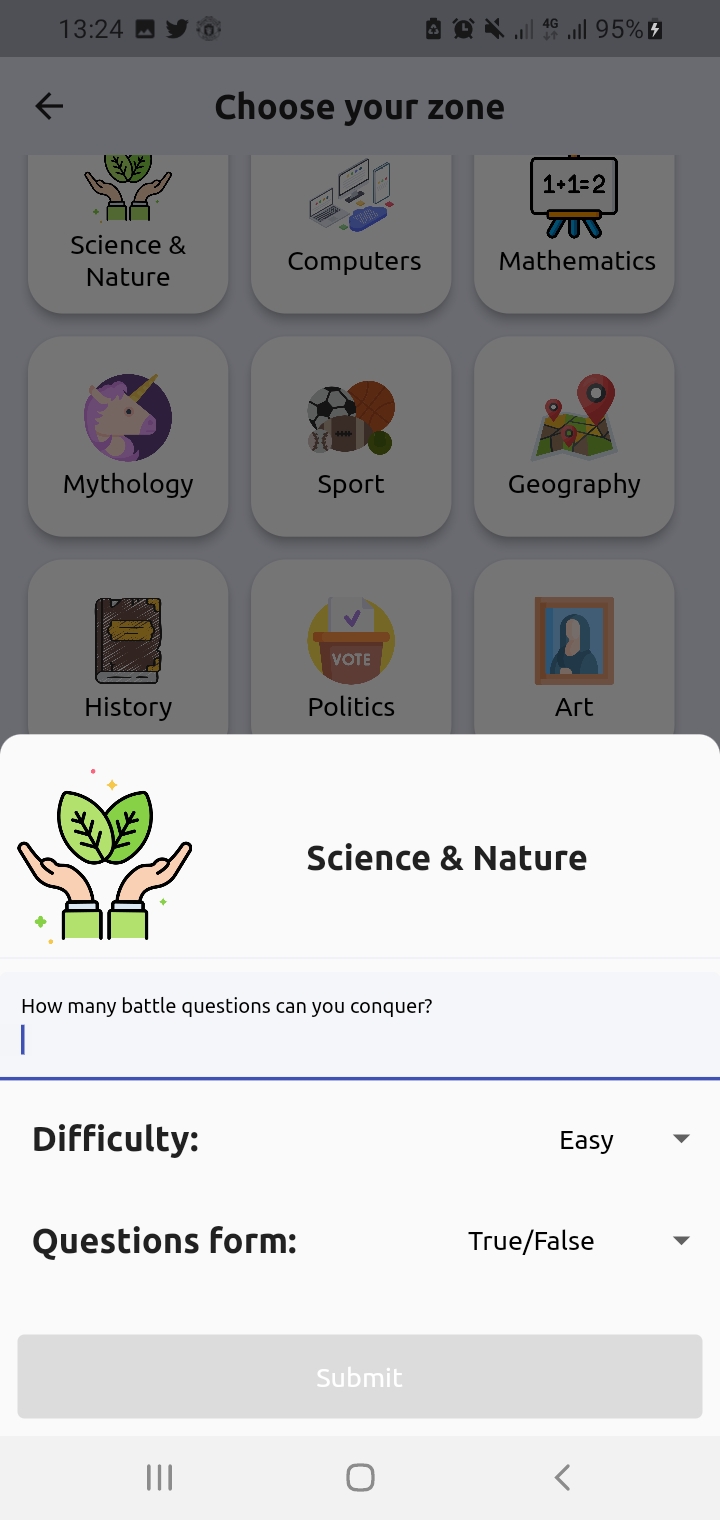 13:24 4G 95%
Choose your zone
1+1=2
Science &
Nature
Computers
Mathematics
Mythology
Sport
Geography
VOTE
History
Politics
Art
Science & Nature
How many battle questions can you conquer?
Difficulty:
Easy
Questions form:
True/False
Submit